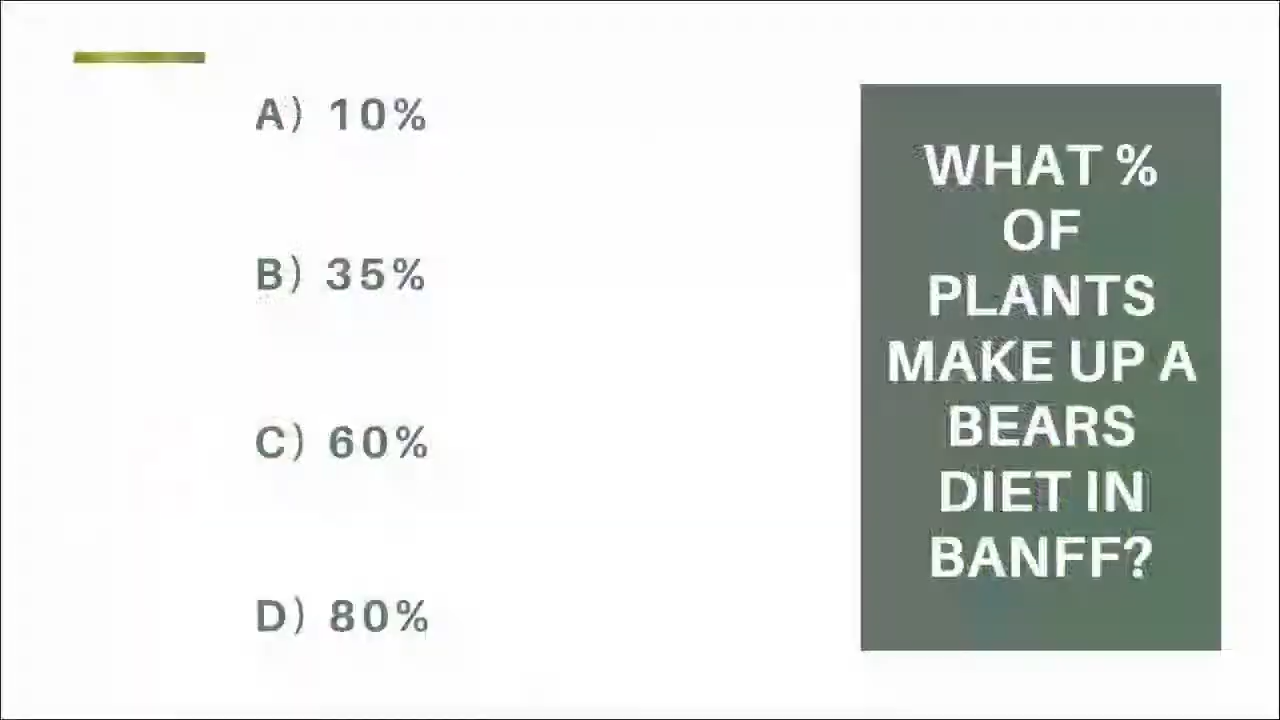 A) 10%
B) 35%
C) 60%
D) 80%
WHAT %
OF
PLANTS
MAKE UP A
BEARS
DIET IN
BANFF?